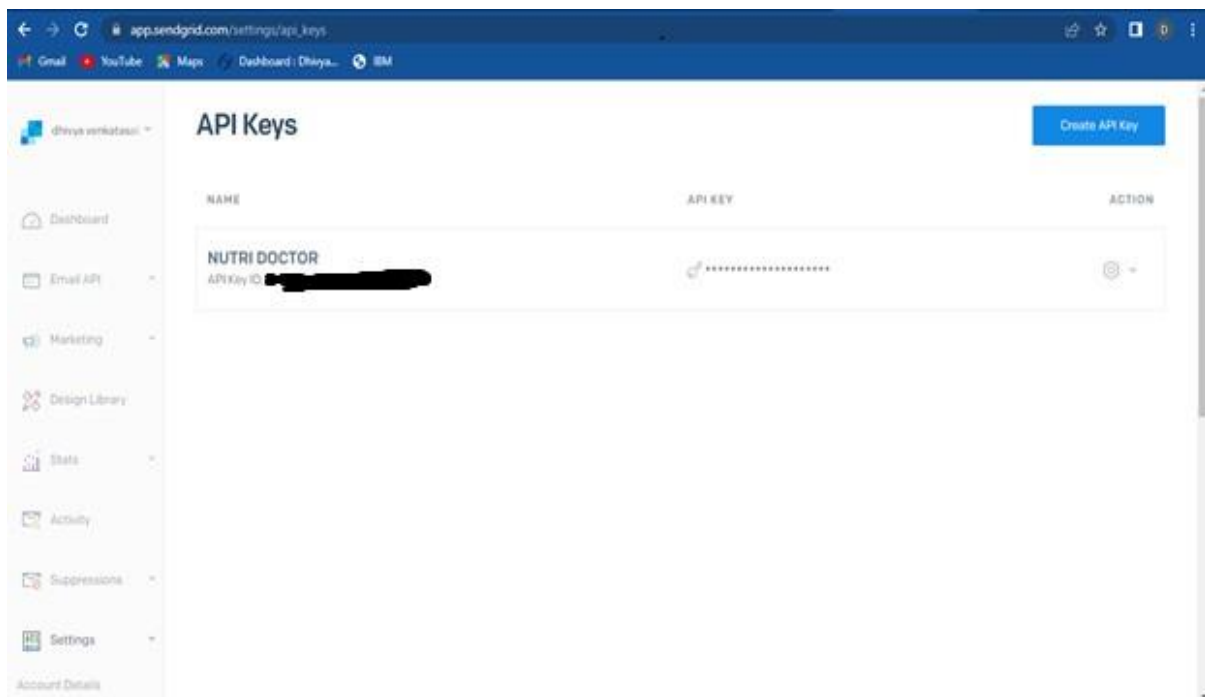 app.sendgrid.com/settings/api_keys
D
Gmail YouTube Maps Dashboard : Dhivya... IBM
API Keys
Create API Key
NAME API KEY ACTION
Dashboard
NUTRI DOCTOR
API Key ID: ********************
Email API
Marketing
Design Library
Stats
Activity
Suppressions
Settings
Account Details